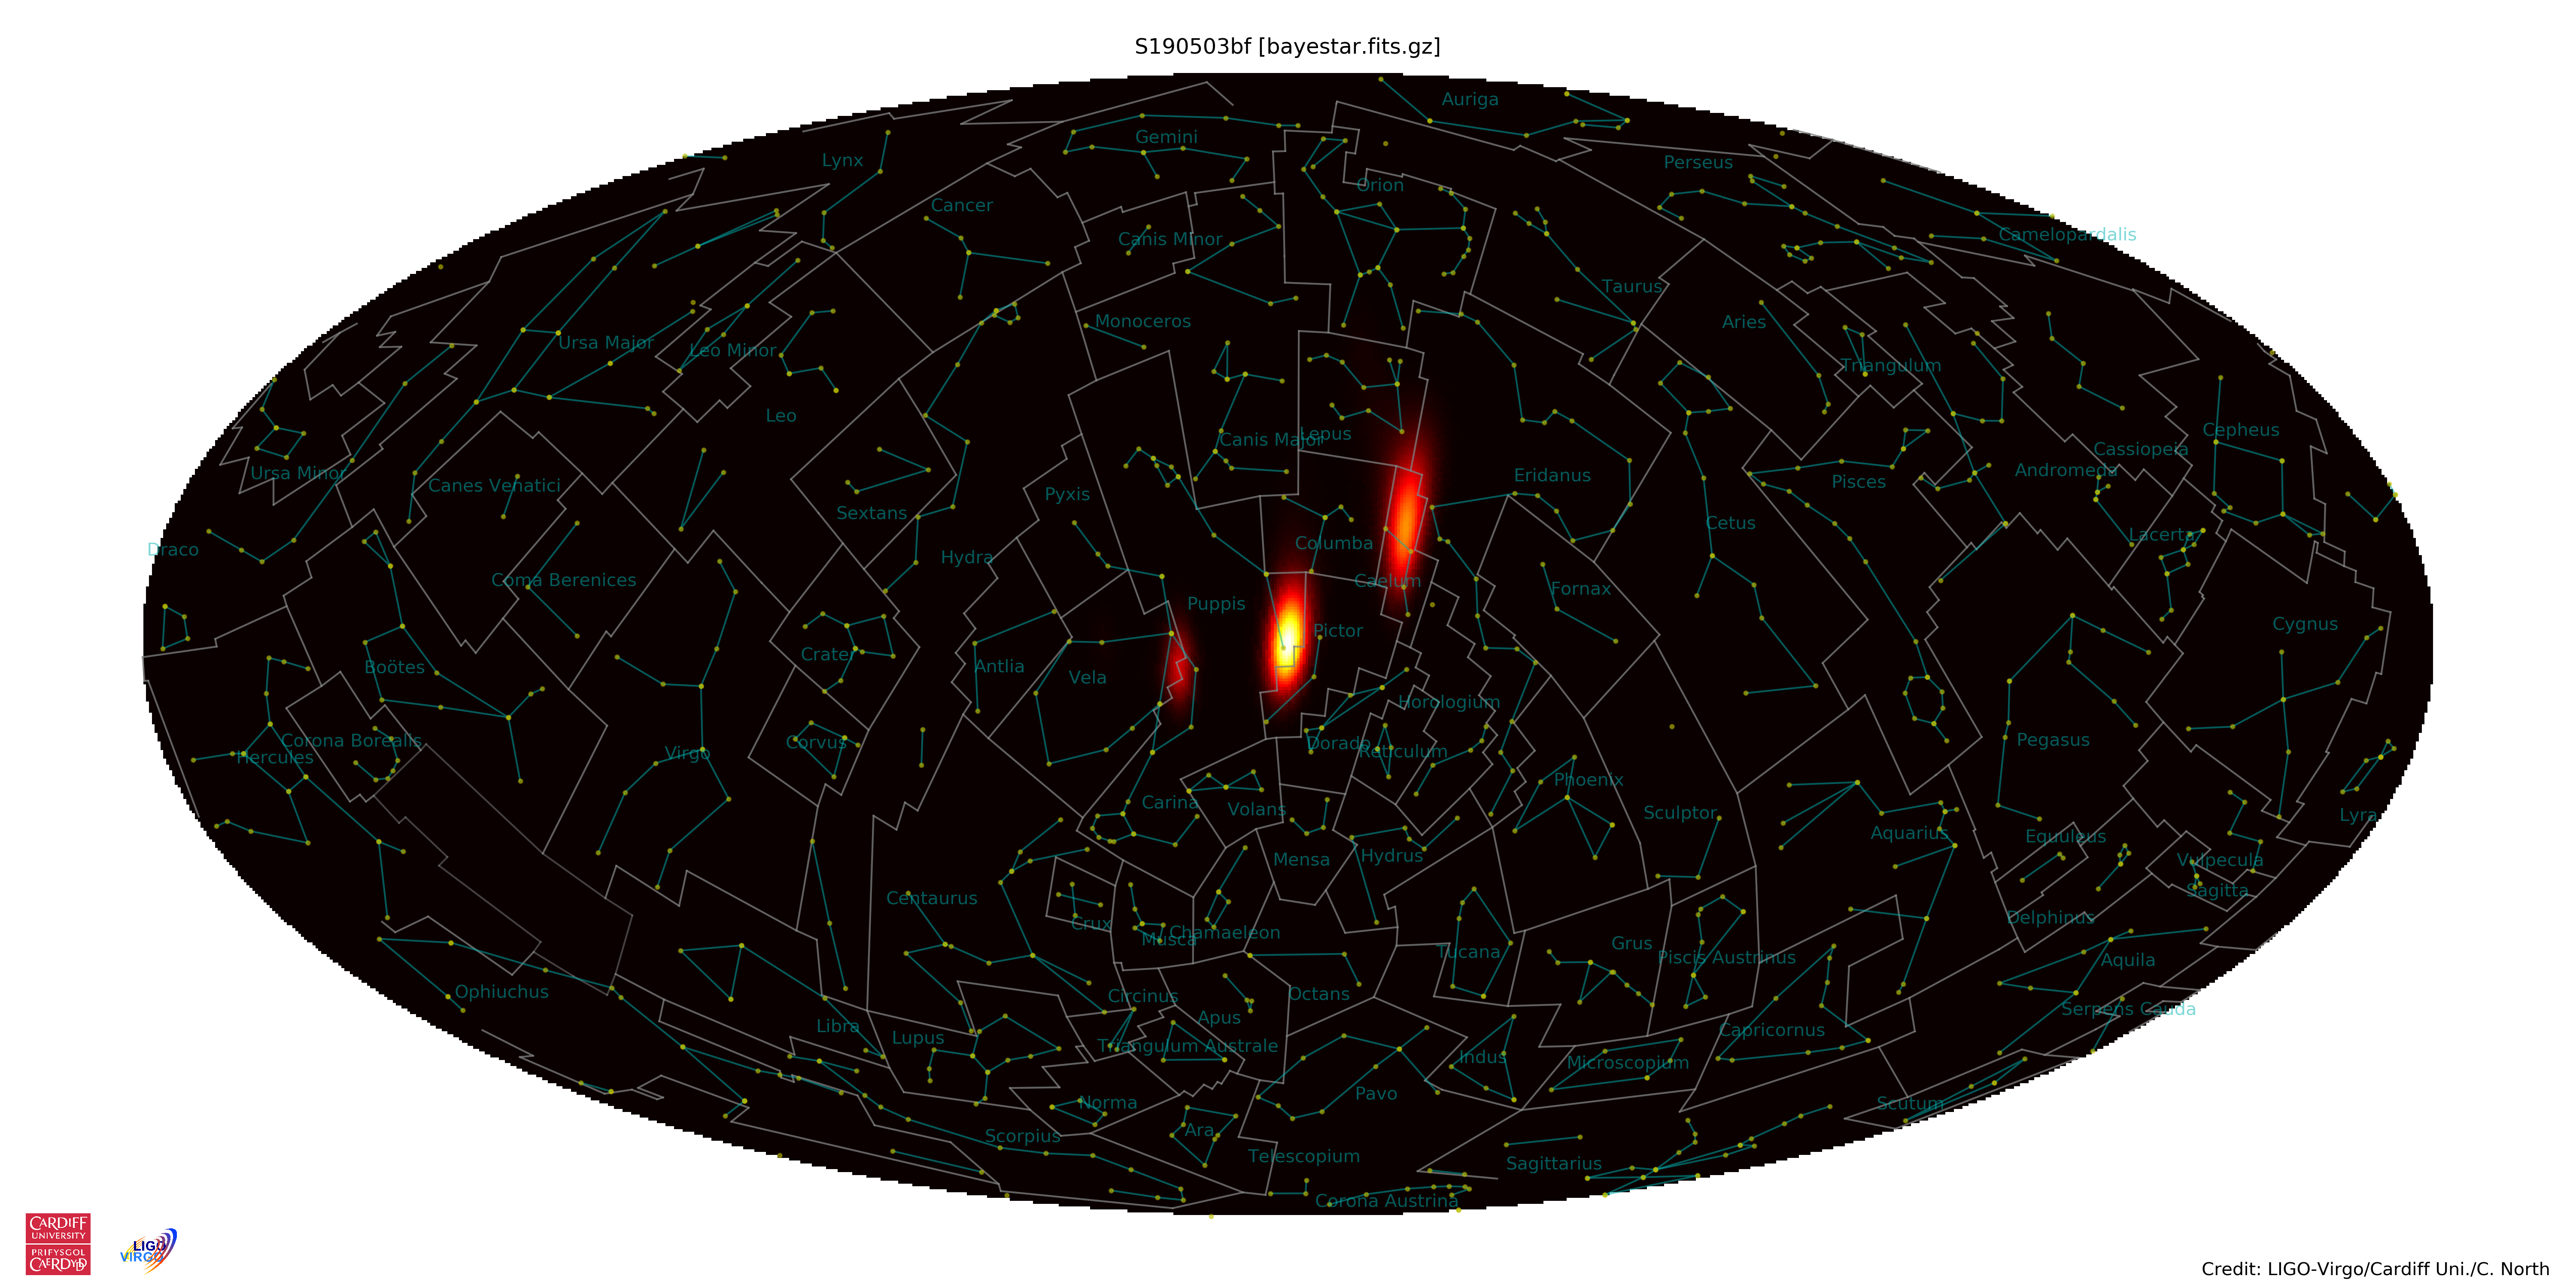 S190503bf [bayestar.fits.gz]
Auriga
Gemini
Lynx
Perseus
Orion
Cancer
Camelopardalis
Canis Minor
Taurus
Monoceros
Aries
Ursa Major
Leo Minor
Triangulum
Leo
Cepheus
Lepus
Canis Major
Cassiopeia
Andromeda
Ursa Minor
Eridanus
Pisces
Canes Venatici
Pyxis
Sextans
Cetus
Lacerta
Columba
Draco
Hydra
Coma Berenices
Caelum
Fornax
Puppis
Cygnus
Pictor
Crater
Boötes
Antlia
Vela
Horologium
Corona Borealis
Corvus
Dorado
Pegasus
Reticulum
Virgo
Hercules
Phoenix
Carina
Volans
Sculptor
Lyra
Aquarius
Equuleus
Mensa
Hydrus
Vulpecula
Sagitta
Centaurus
Delphinus
Crux
Chamaeleon
Musca
Grus
Tucana
Piscis Austrinus
Aquila
Ophiuchus
Octans
Circinus
Serpens Cauda
Apus
Libra
Capricornus
Lupus
Triangulum Australe
Indus
Microscopium
Pavo
Norma
Scutum
Ara
Scorpius
Telescopium
Sagittarius
Corona Austrina
CARDIFF
UNIVERSITY
PRIFYSGOL
CAERDYDD
LIGO
VIRGO
Credit: LIGO-Virgo/Cardiff Uni./C. North